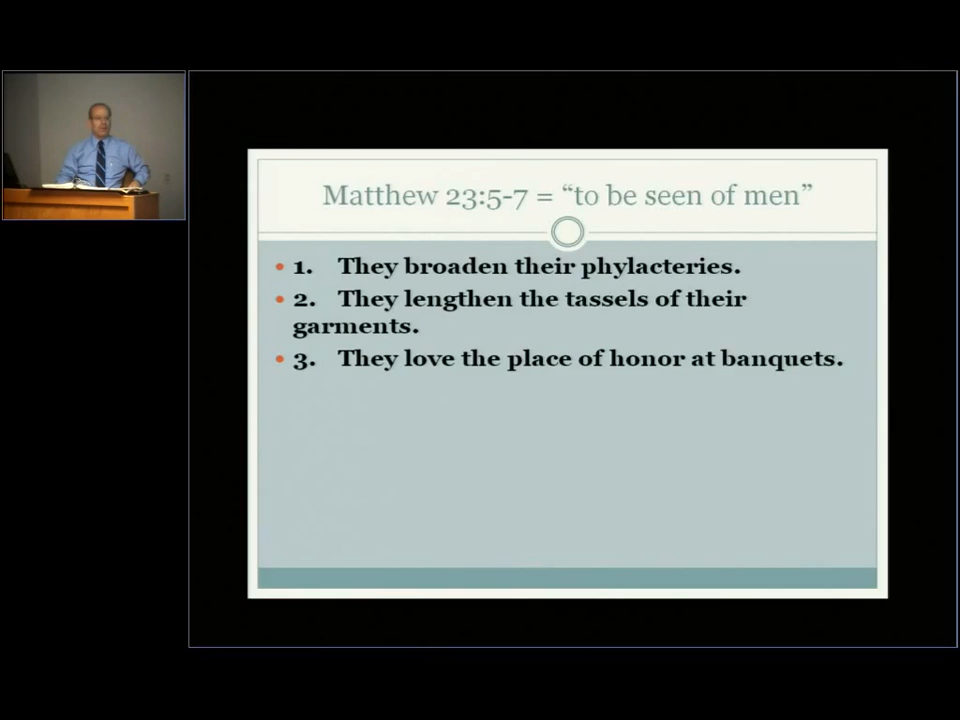 Matthew 23:5-7 = “to be seen of men”
• 1. They broaden their phylacteries.
• 2. They lengthen the tassels of their
garments.
• 3. They love the place of honor at banquets.